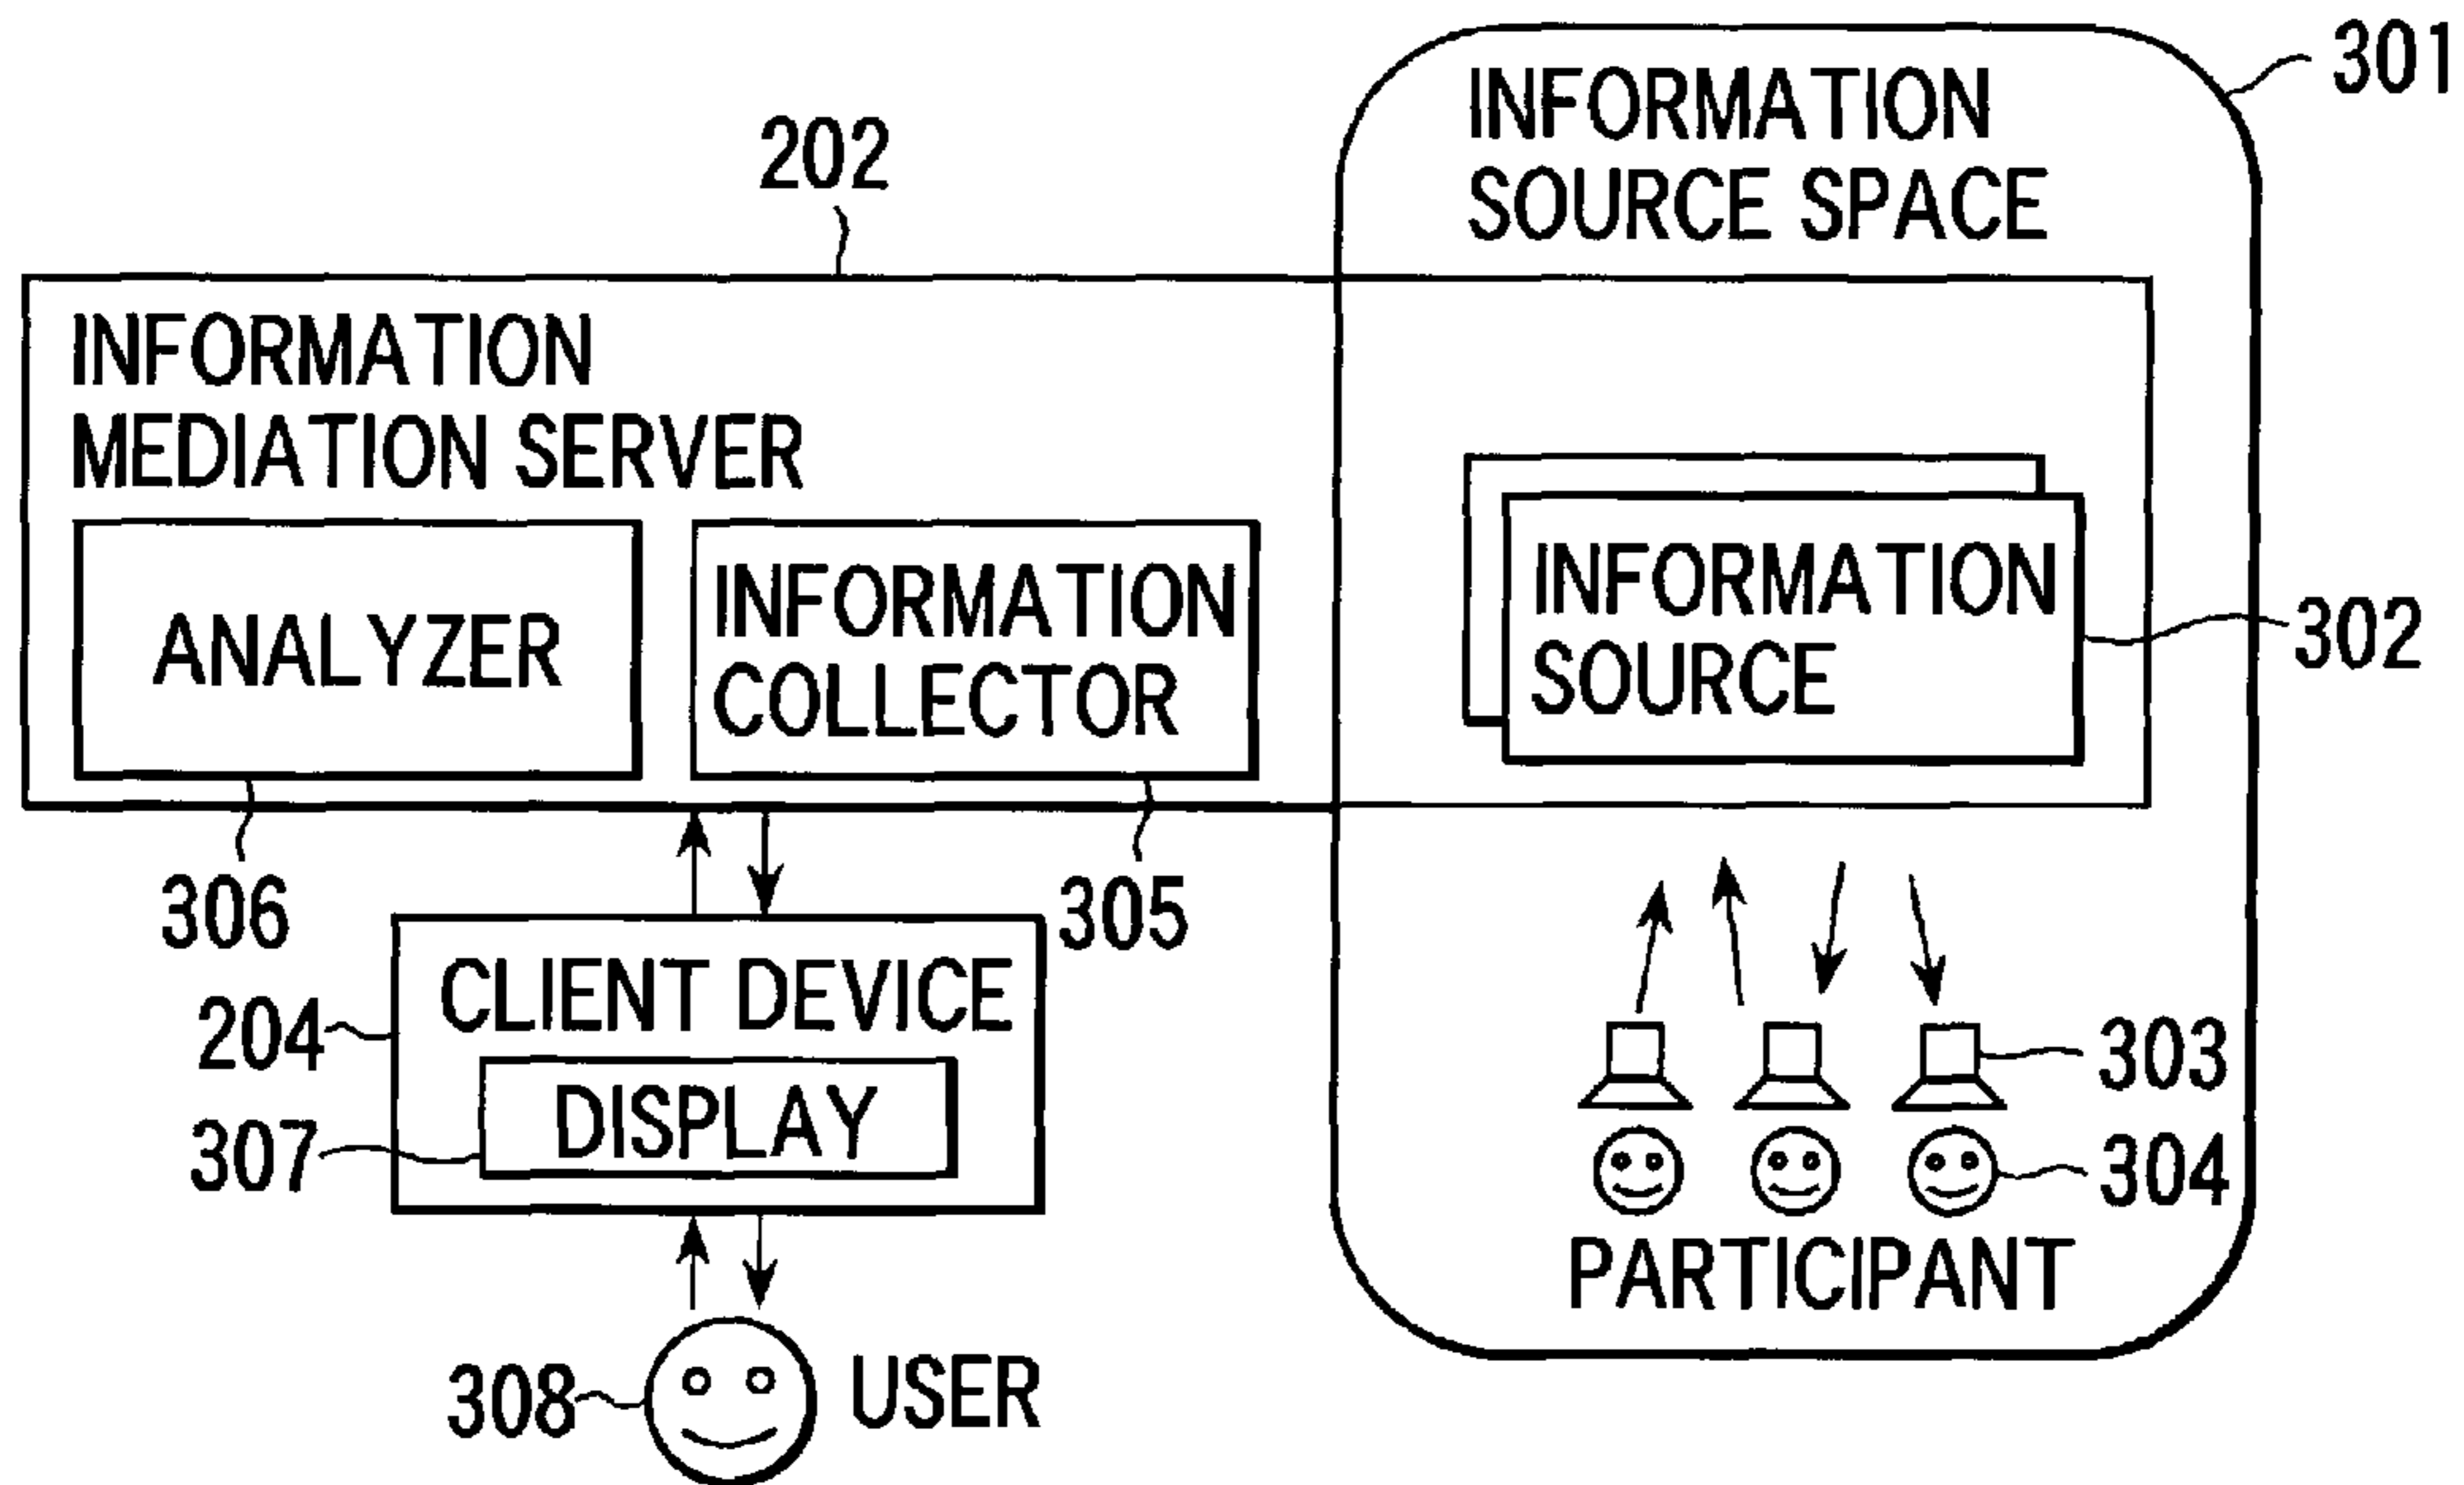 301
INFORMATION
SOURCE SPACE
202
INFORMATION
MEDIATION SERVER
ANALYZER
INFORMATION
COLLECTOR
INFORMATION
SOURCE
302
306
305
CLIENT DEVICE
204
DISPLAY
307
303
304
PARTICIPANT
308
USER